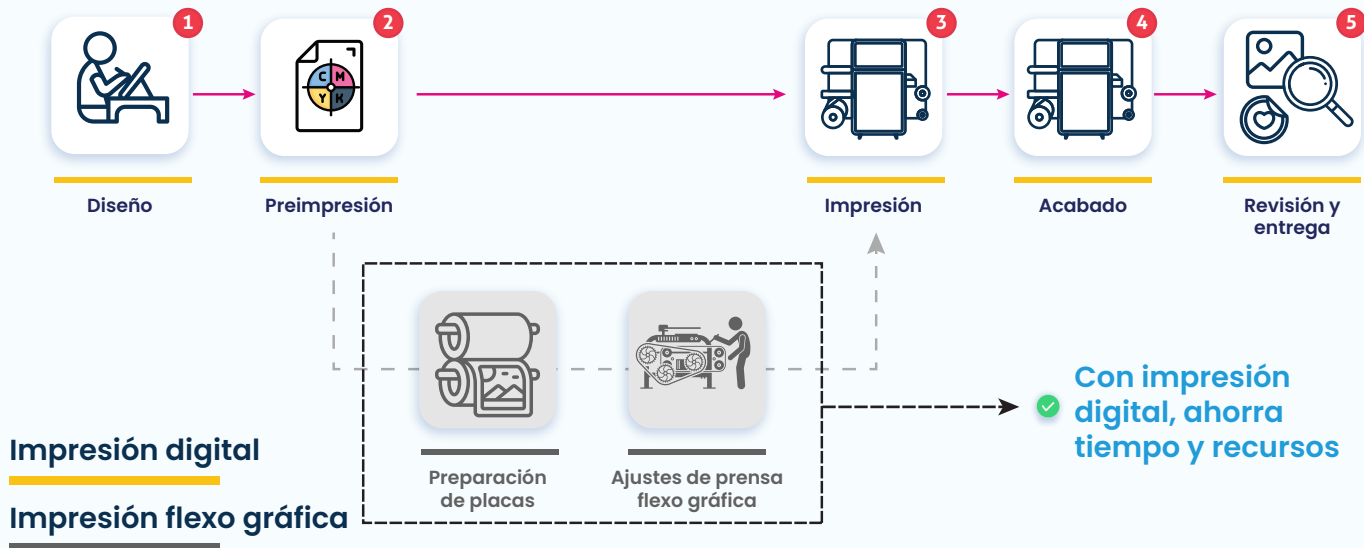 1
2
3
4
5
C M
Y K
Diseño
Preimpresión
Impresión
Acabado
Revisión y
entrega
Preparación
de placas
Ajustes de prensa
flexo gráfica
Con impresión
digital, ahorra
tiempo y recursos
Impresión digital
Impresión flexo gráfica